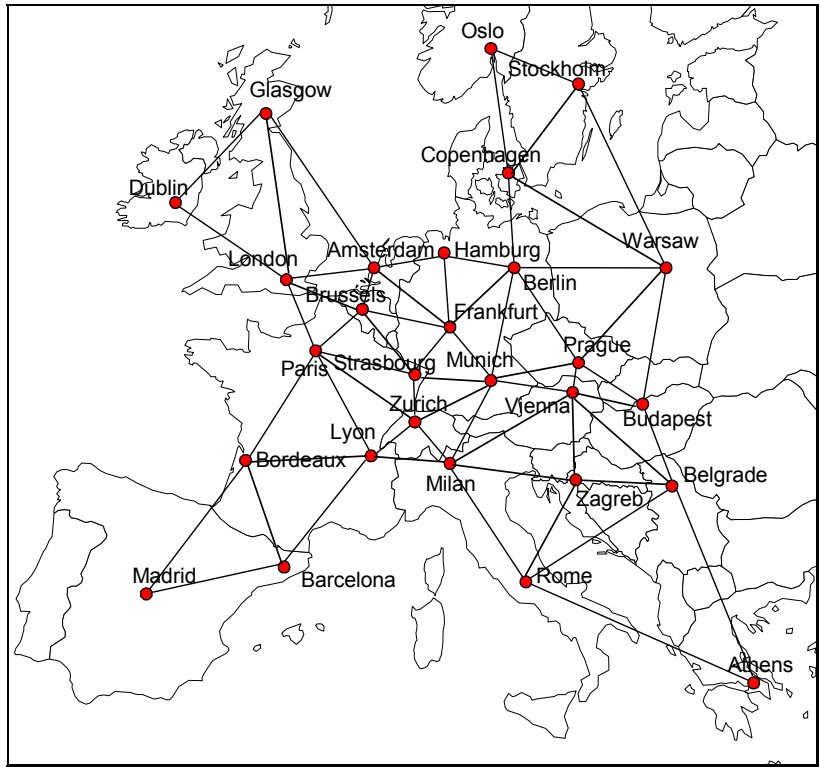 Oslo
Stockholm
Glasgow
Copenhagen
Dublin
Amsterdam
Hamburg
Warsaw
London
Berlin
Brussels
Frankfurt
Prague
Paris
Strasbourg
Munich
Zurich
Vienna
Budapest
Lyon
Bordeaux
Milan
Belgrade
Zagreb
Madrid
Barcelona
Rome
Athens